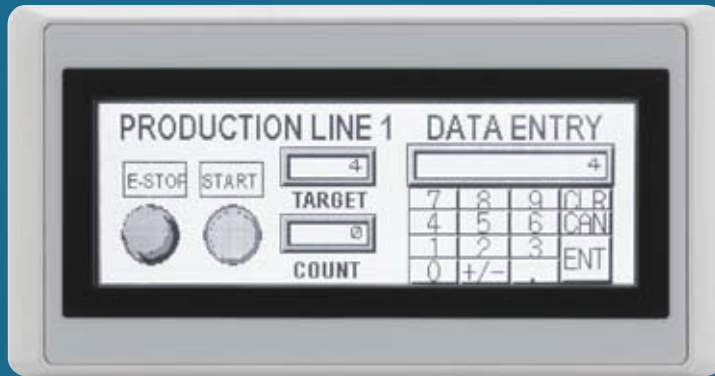 PRODUCTION LINE 1
E-STOP
START
4
TARGET
0
COUNT
DATA ENTRY
4
7 8 9 CLR
4 5 6 CAN
1 2 3
ENT
0 +/- .